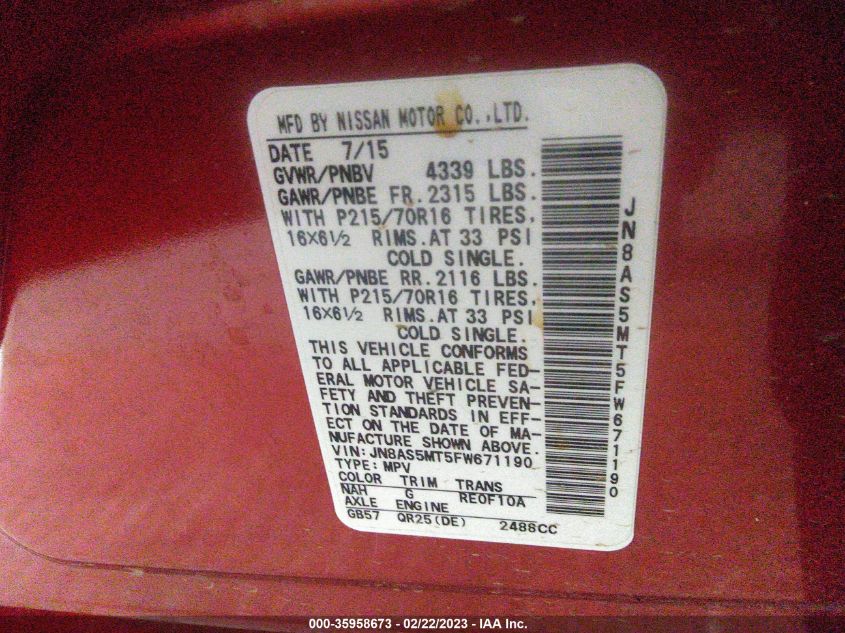 MFD BY NISSAN MOTOR CO.,LTD.
DATE 7/15
GVWR/PNBV 4339 LBS.
GAWR/PNBE FR. 2315 LBS.
WITH P215/70R16 TIRES,
16X6½ RIMS.AT 33 PSI
COLD SINGLE.
GAWR/PNBE RR. 2116 LBS.
WITH P215/70R16 TIRES,
16X6½ RIMS.AT 33 PSI
COLD SINGLE.
THIS VEHICLE CONFORMS
TO ALL APPLICABLE FED-
ERAL MOTOR VEHICLE SA-
FETY AND THEFT PREVEN-
TION STANDARDS IN EFF-
ECT ON THE DATE OF MA-
NUFACTURE SHOWN ABOVE.
VIN: JN8AS5MT5FW671190
TYPE: MPV
COLOR TRIM TRANS
NAH G RE0F10A
AXLE ENGINE
GB57 QR25(DE) 2488CC
JN8AS5MT5FW671190
000-35958673 - 02/22/2023 - IAA Inc.